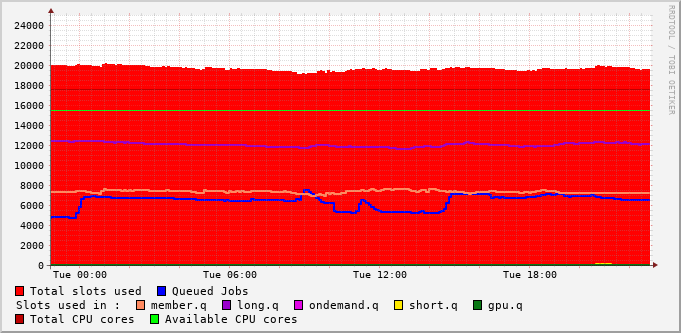 24000
22000
20000
18000
16000
14000
12000
10000
8000
6000
4000
2000
0
Tue 00:00 Tue 06:00 Tue 12:00 Tue 18:00
RRDTOOL / TOBI OETIKER
Total slots used Queued Jobs
Slots used in : member.q long.q ondemand.q short.q gpu.q
Total CPU cores Available CPU cores